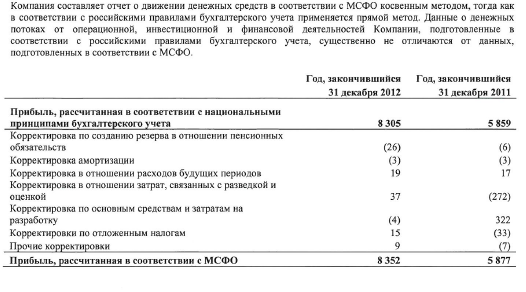 Компания составляет отчет о движении денежных средств в соответствии с МСФО косвенным методом, тогда как
в соответствии с российскими правилами бухгалтерского учета применяется прямой метод. Данные о денежных
потоках от операционной, инвестиционной и финансовой деятельностей Компании, подготовленные в
соответствии с российскими правилами бухгалтерского учета, существенно не отличаются от данных,
подготовленных в соответствии с МСФО.
Год, закончившийся Год, закончившийся
31 декабря 2012 31 декабря 2011
Прибыль, рассчитанная в соответствии с национальными
принципами бухгалтерского учета 8 305 5 859
Корректировка по созданию резерва в отношении пенсионных
обязательств (26) (6)
Корректировка амортизации (3) (3)
Корректировка в отношении расходов будущих периодов 19 17
Корректировка в отношении затрат, связанных с разведкой и
оценкой 37 (272)
Корректировка по основным средствам и затратам на
разработку (4) 322
Корректировки по отложенным налогам 15 (33)
Прочие корректировки 9 (7)
Прибыль, рассчитанная в соответствии с МСФО 8 352 5 877